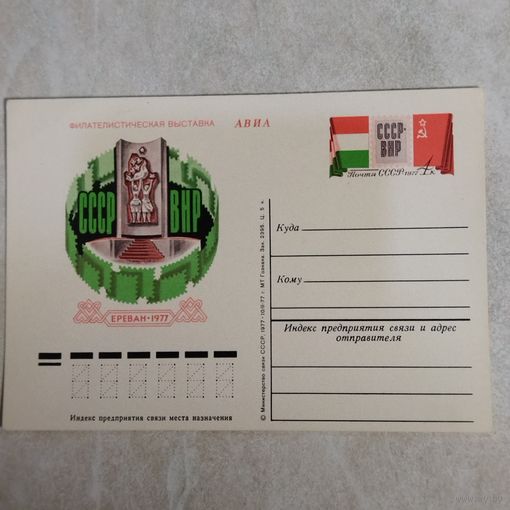 ФИЛАТЕЛИСТИЧЕСКАЯ ВЫСТАВКА
АВИА
СССР ВНР
ЕРЕВАН·1977
СССР-
ВНР
Почта СССР·1977 4к
Куда
Кому
Индекс предприятия связи и адрес
отправителя
Индекс предприятия связи места назначения